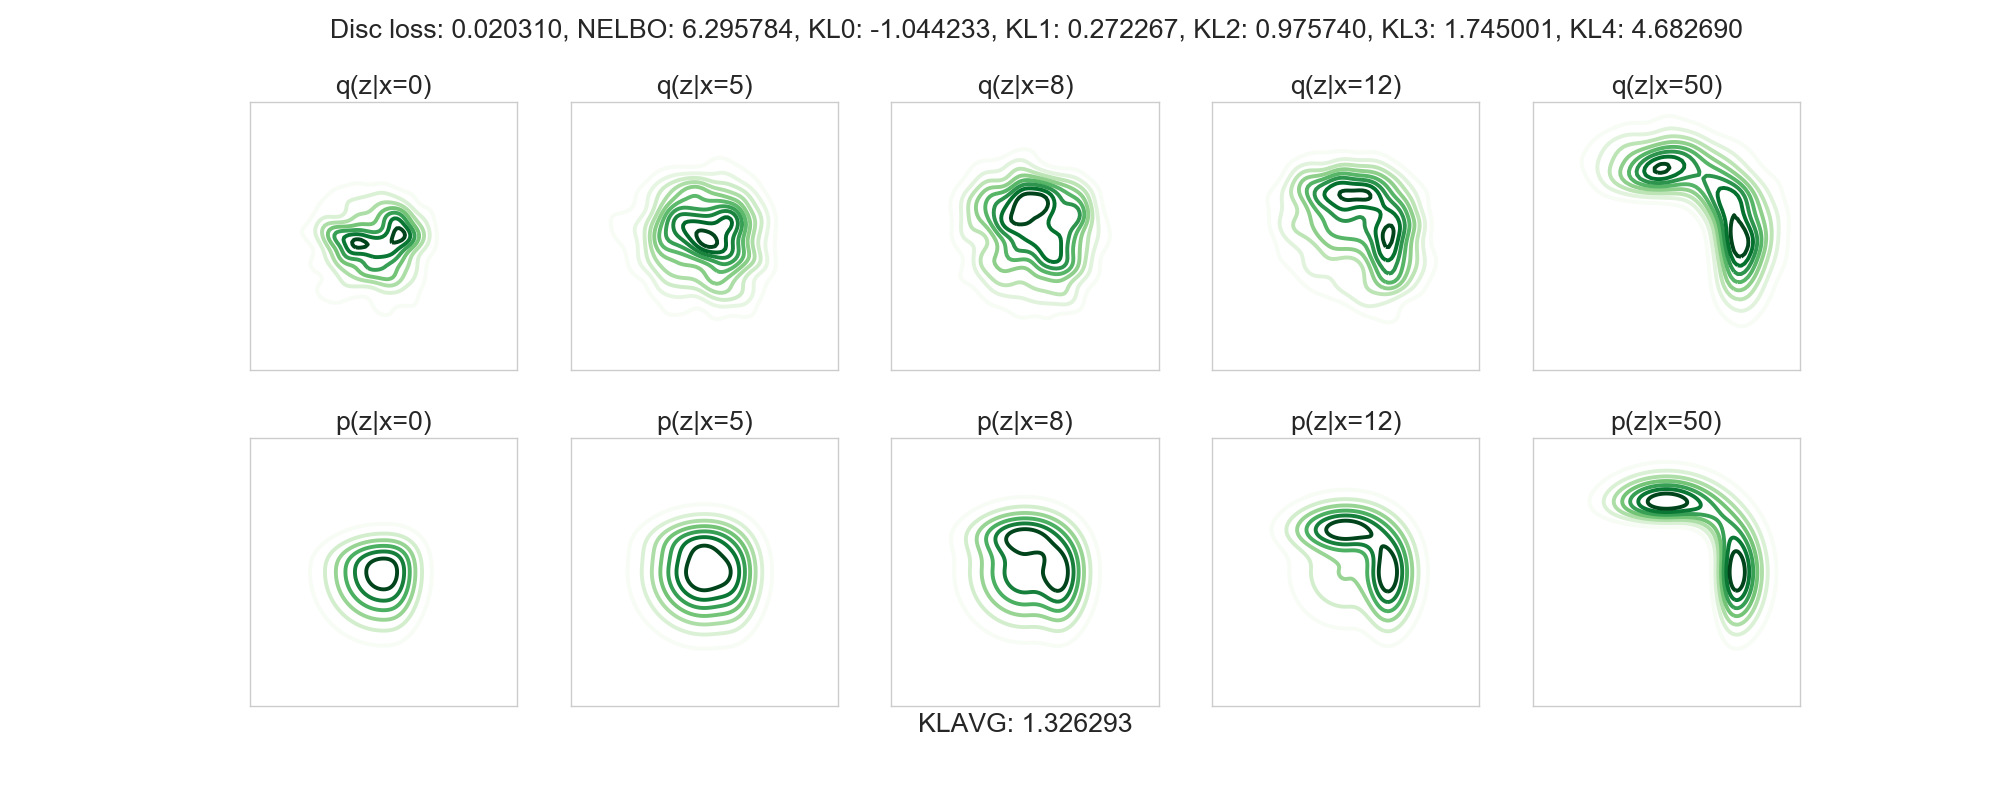 Disc loss: 0.020310, NELBO: 6.295784, KL0: -1.044233, KL1: 0.272267, KL2: 0.975740, KL3: 1.745001, KL4: 4.682690
q(z|x=0) q(z|x=5) q(z|x=8) q(z|x=12) q(z|x=50)
p(z|x=0) p(z|x=5) p(z|x=8) p(z|x=12) p(z|x=50)
KLAVG: 1.326293